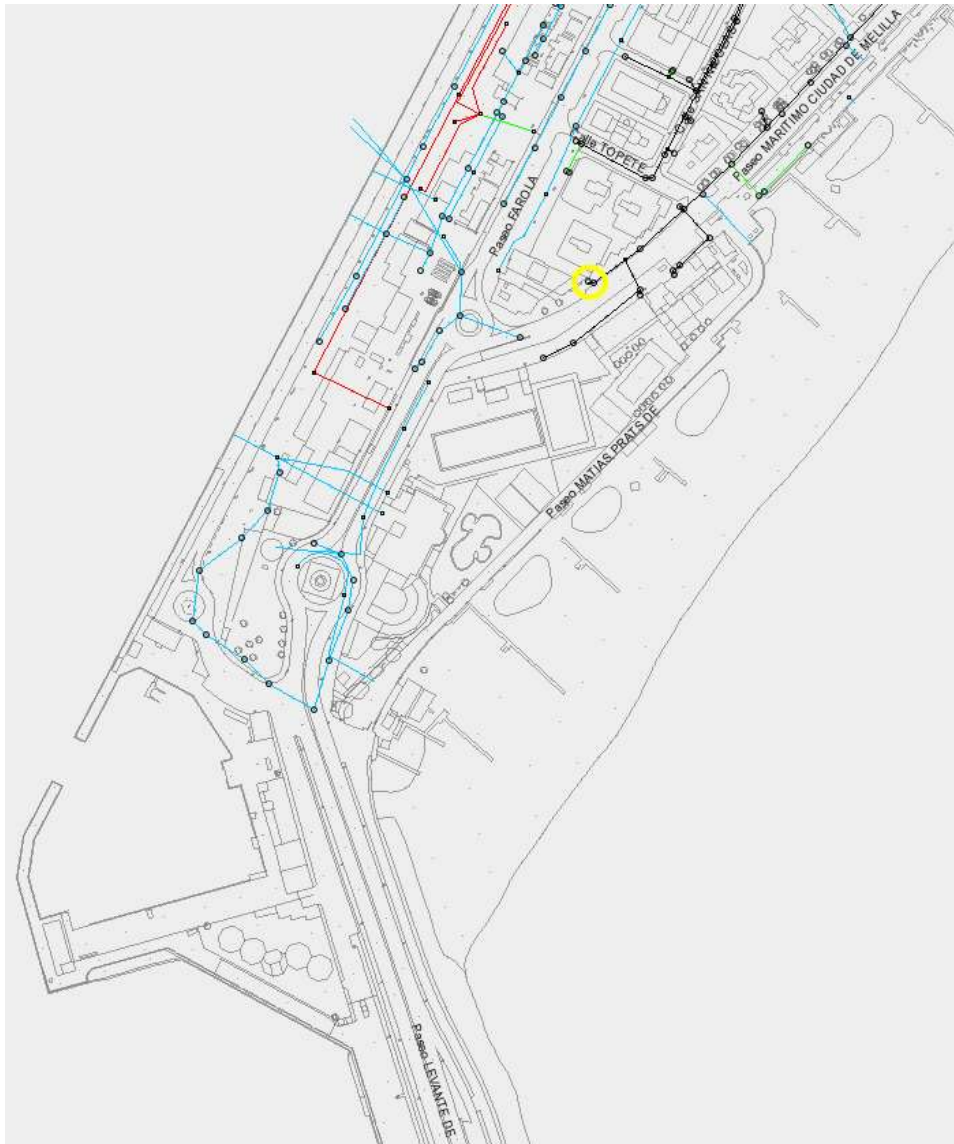 Paseo MARITIMO CIUDAD DE MELILLA
Calle TOPETE
Paseo FAROLA
Paseo MATIAS PRATS DE
Paseo LEVANTE DE